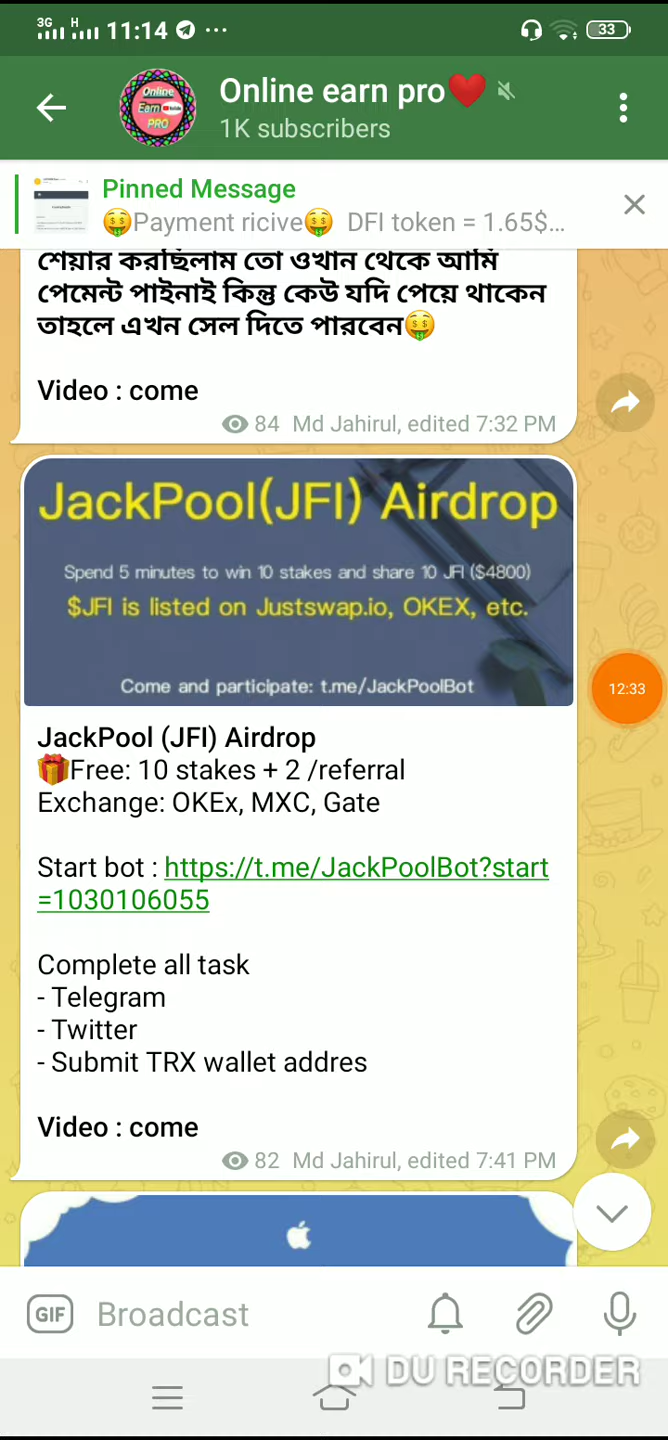 3G H 11:14 ...
33
Online
Earn
PRO
Online earn pro❤️
1K subscribers
Pinned Message
🤑Payment ricive🤑 DFI token = 1.65$...
শেয়ার করছিলাম তো ওখান থেকে আমি
পেমেন্ট পাইনাই কিন্তু কেউ যদি পেয়ে থাকেন
তাহলে এখন সেল দিতে পারবেন🤑
Video : come
84 Md Jahirul, edited 7:32 PM
JackPool(JFI) Airdrop
Spend 5 minutes to win 10 stakes and share 10 JFI ($4800)
$JFI is listed on Justswap.io, OKEX, etc.
Come and participate: t.me/JackPoolBot
12:33
JackPool (JFI) Airdrop
🎁Free: 10 stakes + 2 /referral
Exchange: OKEx, MXC, Gate
Start bot : https://t.me/JackPoolBot?start
=1030106055
Complete all task
- Telegram
- Twitter
- Submit TRX wallet addres
Video : come
82 Md Jahirul, edited 7:41 PM
GIF Broadcast
DU RECORDER